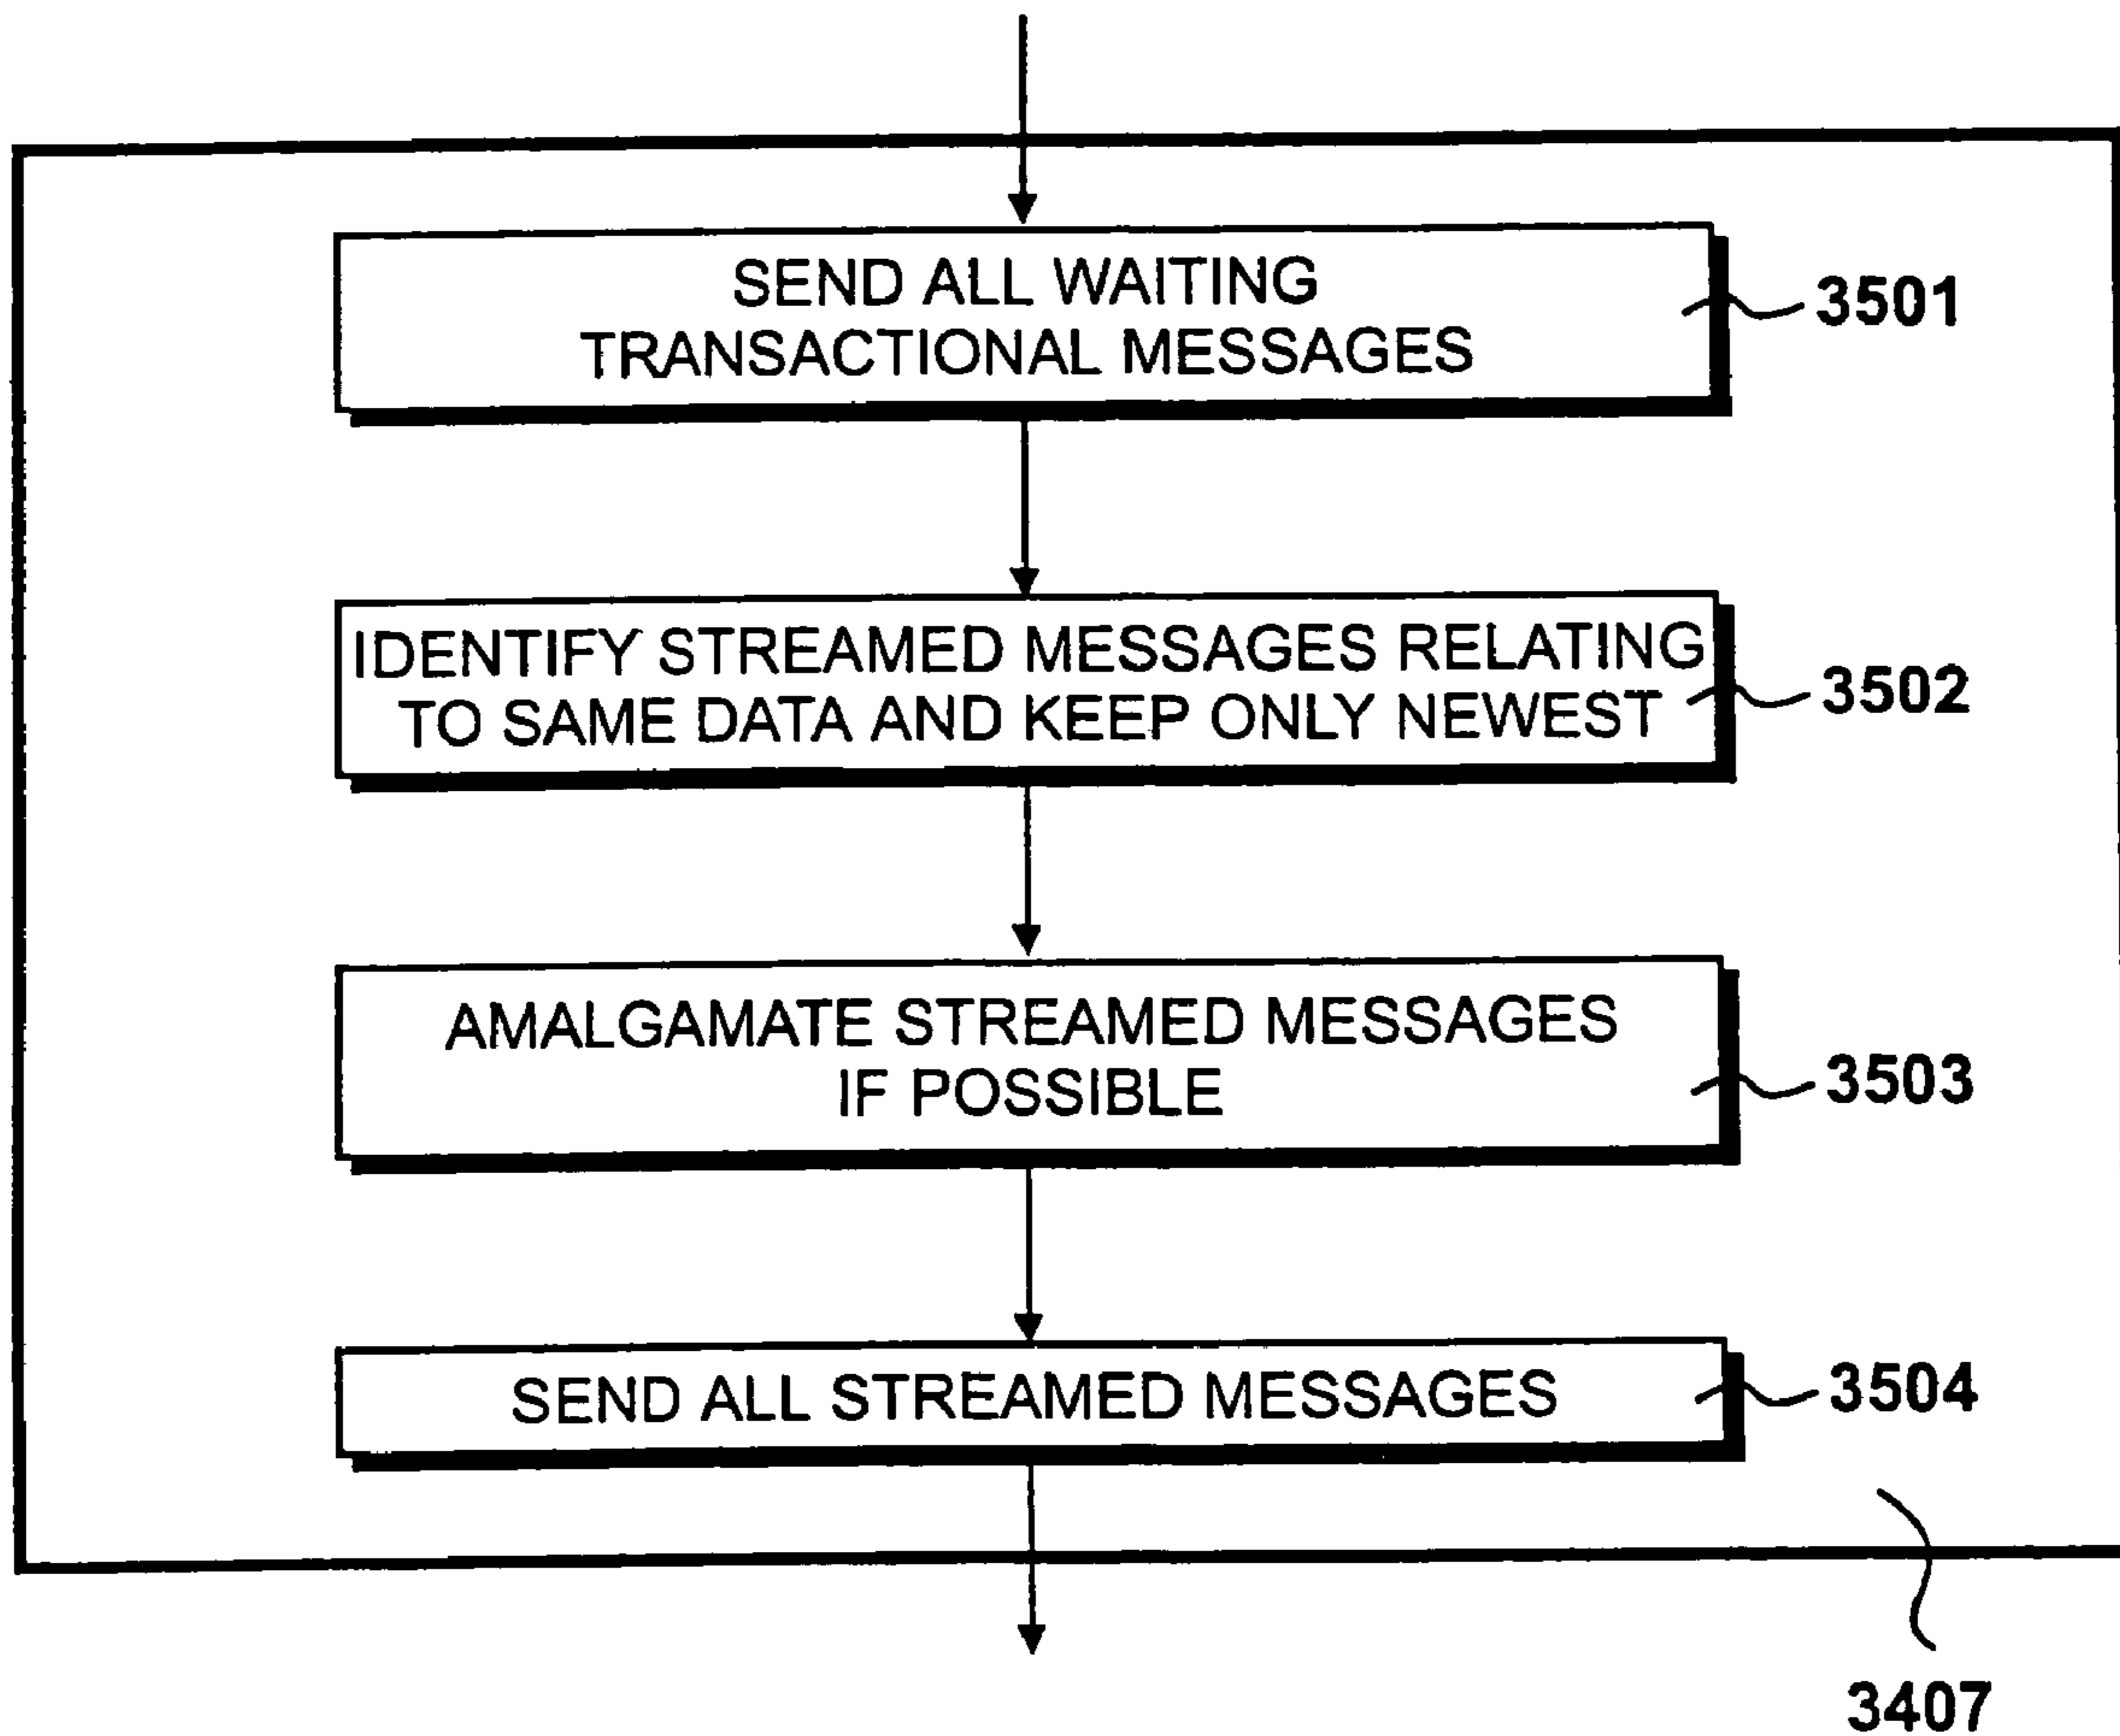 SEND ALL WAITING
TRANSACTIONAL MESSAGES
3501
IDENTIFY STREAMED MESSAGES RELATING
TO SAME DATA AND KEEP ONLY NEWEST
3502
AMALGAMATE STREAMED MESSAGES
IF POSSIBLE
3503
SEND ALL STREAMED MESSAGES
3504
3407